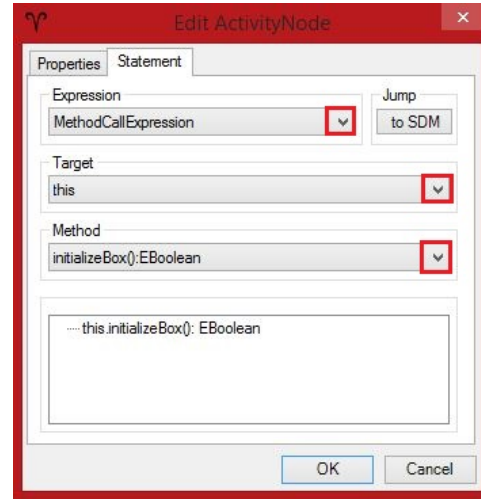 Edit ActivityNode
Properties Statement
Expression Jump
MethodCallExpression to SDM
Target
this
Method
initializeBox():EBoolean
this.initializeBox(): EBoolean
OK Cancel